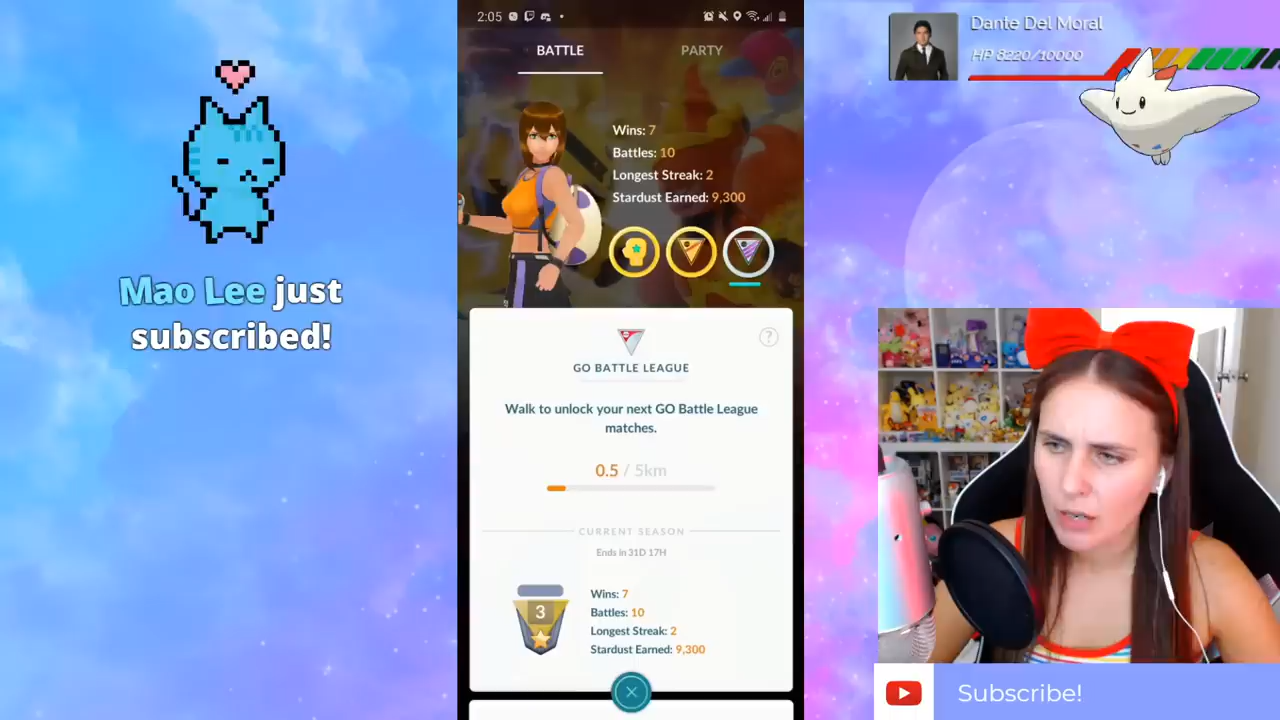 Mao Lee just
subscribed!
2:05
BATTLE
PARTY
Wins: 7
Battles: 10
Longest Streak: 2
Stardust Earned: 9,300
GO BATTLE LEAGUE
?
Walk to unlock your next GO Battle League
matches.
0.5 / 5km
CURRENT SEASON
Ends in 31D 17H
3
Wins: 7
Battles: 10
Longest Streak: 2
Stardust Earned: 9,300
Dante Del Moral
HP 8220/10000
Subscribe!